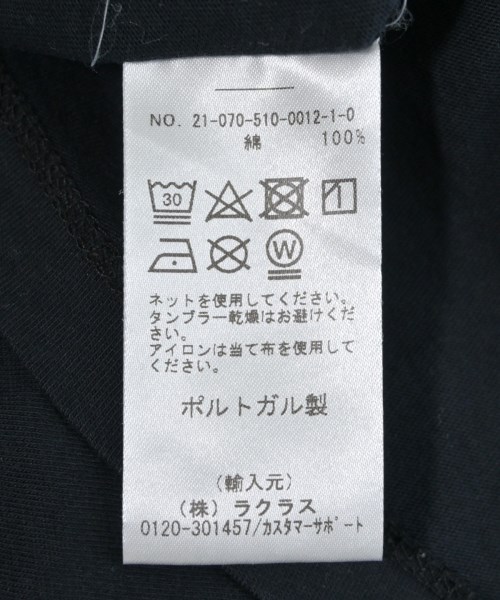 NO. 21-070-510-0012-1-0
綿 100%
30
W
ネットを使用してください。
タンブラー乾燥はお避けくだ
さい。
アイロンは当て布を使用して
ください。
ポルトガル製
(輸入元)
(株) ラクラス
0120-301457/ｶｽﾀﾏｰｻﾎﾟｰﾄ